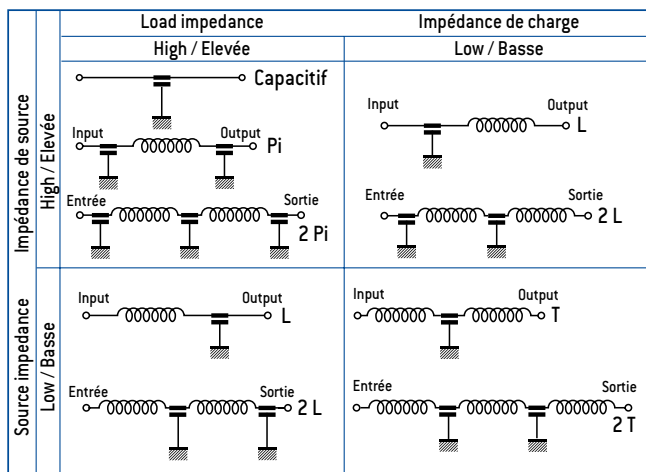 Load impedance Impédance de charge
High / Elevée Low / Basse
Impédance de source
High / Elevée
Capacitif
Input Output Pi
Entrée Sortie
2 Pi
Input Output L
Entrée Sortie
2 L
Source impedance
Low / Basse
Input Output L
Entrée Sortie
2 L
Input Output
T
Entrée Sortie
2 T